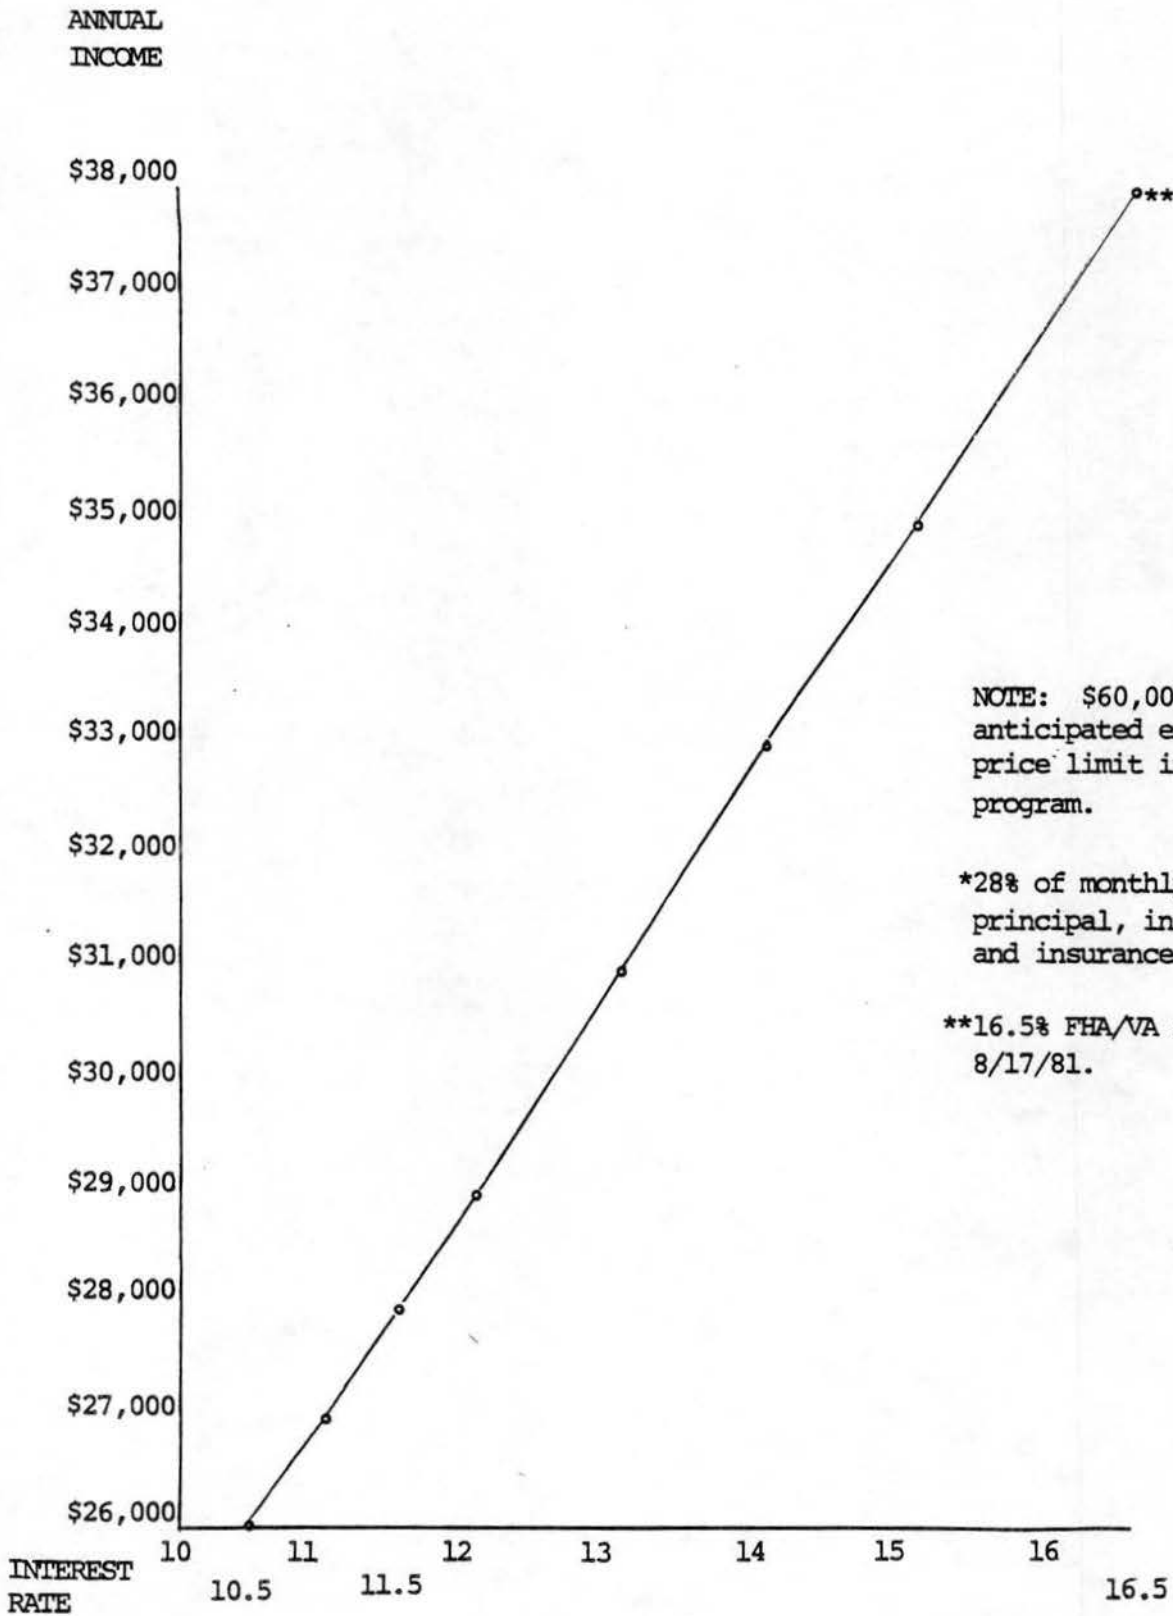 ANNUAL
INCOME
$38,000
**
$37,000
$36,000
$35,000
$34,000
$33,000
$32,000
$31,000
$30,000
$29,000
$28,000
$27,000
$26,000
NOTE: $60,00
anticipated e
price limit i
program.
*28% of monthl
principal, in
and insurance
**16.5% FHA/VA
8/17/81.
10 11 12 13 14 15 16
INTEREST
RATE
10.5 11.5 16.5